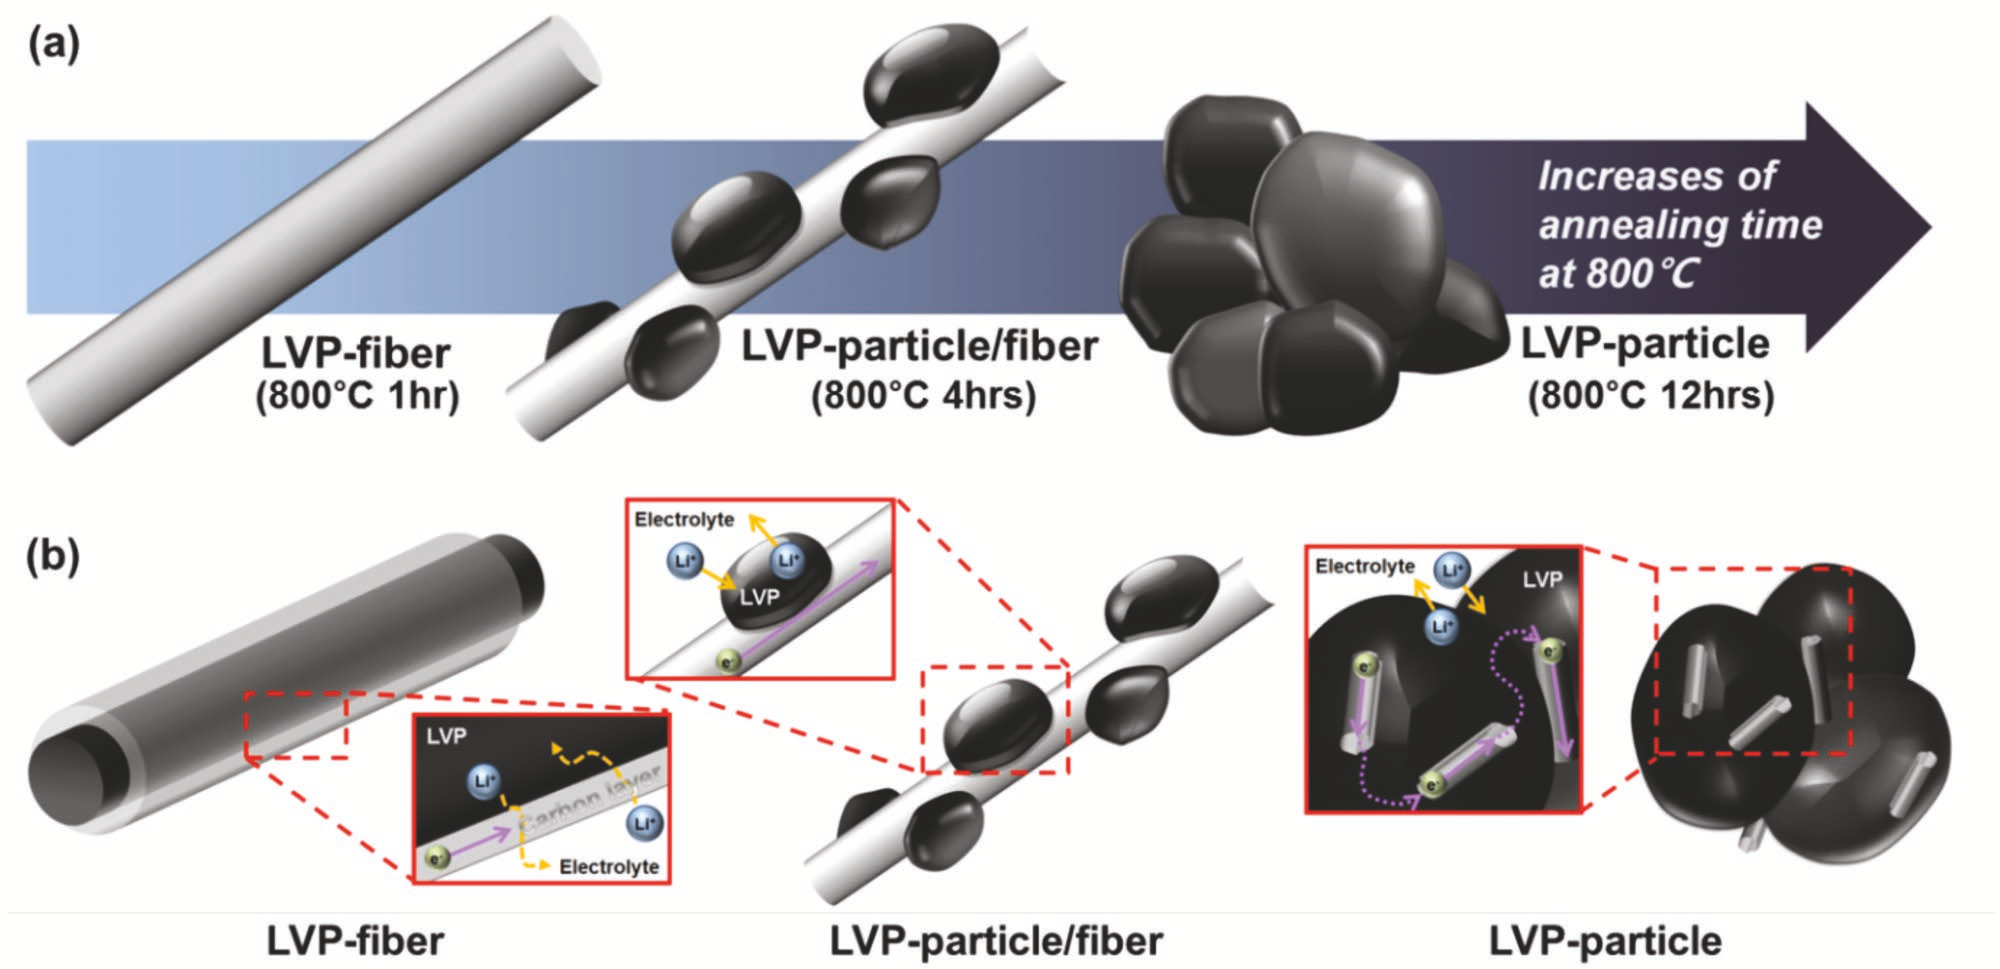 (a)
Increases of
annealing time
at 800°C
LVP-fiber
(800°C 1hr)
LVP-particle/fiber
(800°C 4hrs)
LVP-particle
(800°C 12hrs)
(b)
LVP
Li⁺
Carbon layer
Li⁺
e⁻
Electrolyte
Electrolyte
Li⁺
Li⁺
LVP
e⁻
Electrolyte
Li⁺
LVP
Li⁺
e⁻
e⁻
e⁻
LVP-fiber
LVP-particle/fiber
LVP-particle